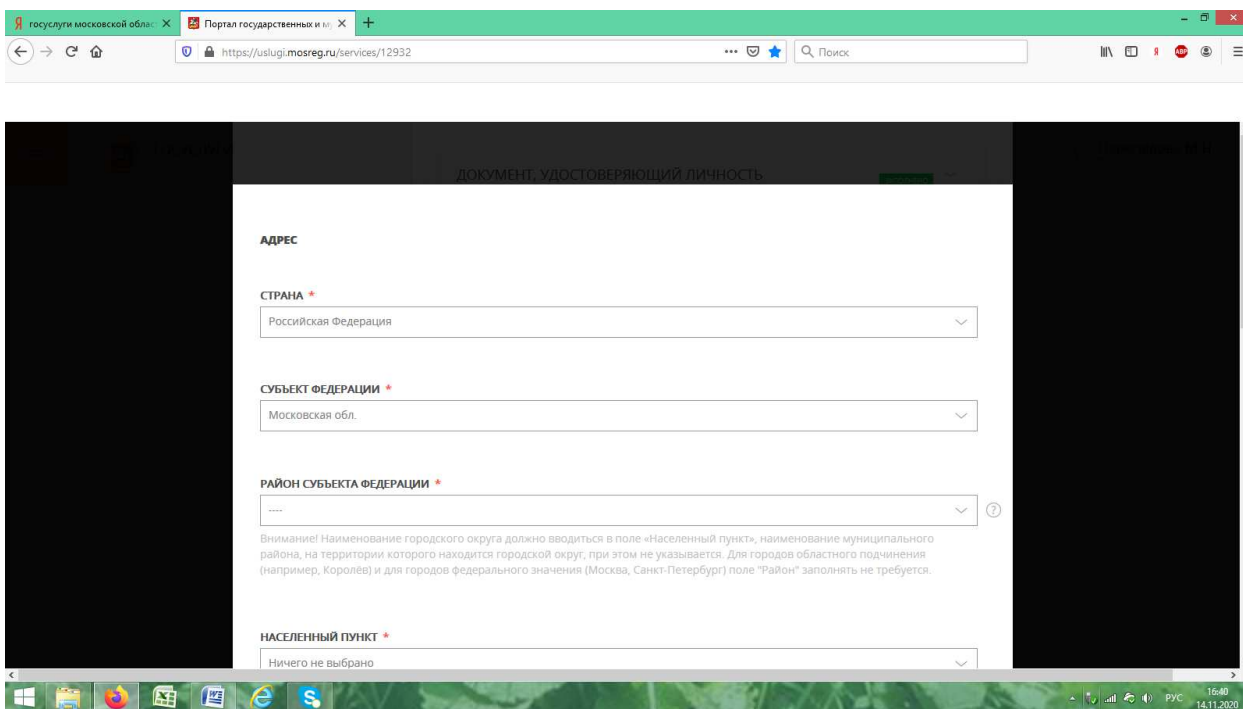 госуслуги московской облас
Портал государственных и м
https://uslugi.mosreg.ru/services/12932
Поиск
ABP
ДОКУМЕНТ, УДОСТОВЕРЯЮЩИЙ ЛИЧНОСТЬ
АДРЕС
СТРАНА *
Российская Федерация
СУБЪЕКТ ФЕДЕРАЦИИ *
Московская обл.
РАЙОН СУБЪЕКТА ФЕДЕРАЦИИ *
----
Внимание! Наименование городского округа должно вводиться в поле «Населенный пункт», наименование муниципального
района, на территории которого находится городской округ, при этом не указывается. Для городов областного подчинения
(например, Королёв) и для городов федерального значения (Москва, Санкт-Петербург) поле "Район" заполнять не требуется.
НАСЕЛЕННЫЙ ПУНКТ *
Ничего не выбрано
РУС
16:40
14.11.2020